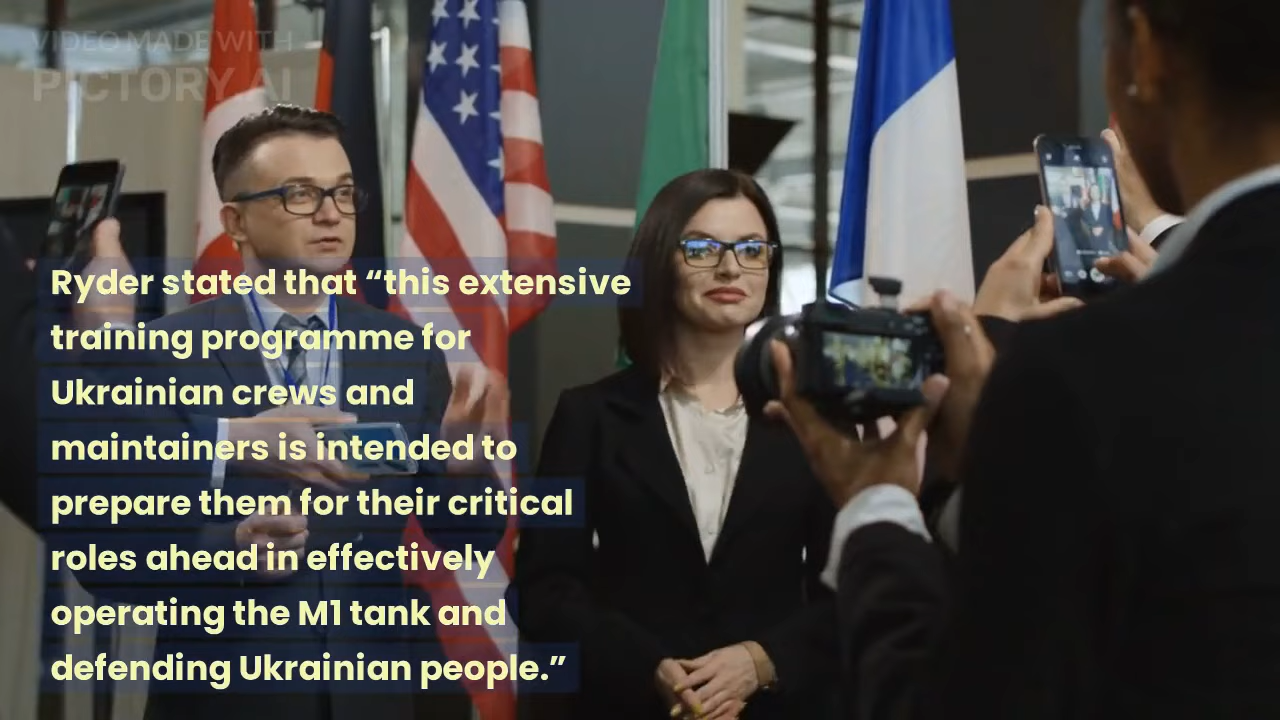 VIDEO MADE WITH
PICTORY.AI
Ryder stated that “this extensive
training programme for
Ukrainian crews and
maintainers is intended to
prepare them for their critical
roles ahead in effectively
operating the M1 tank and
defending Ukrainian people.”